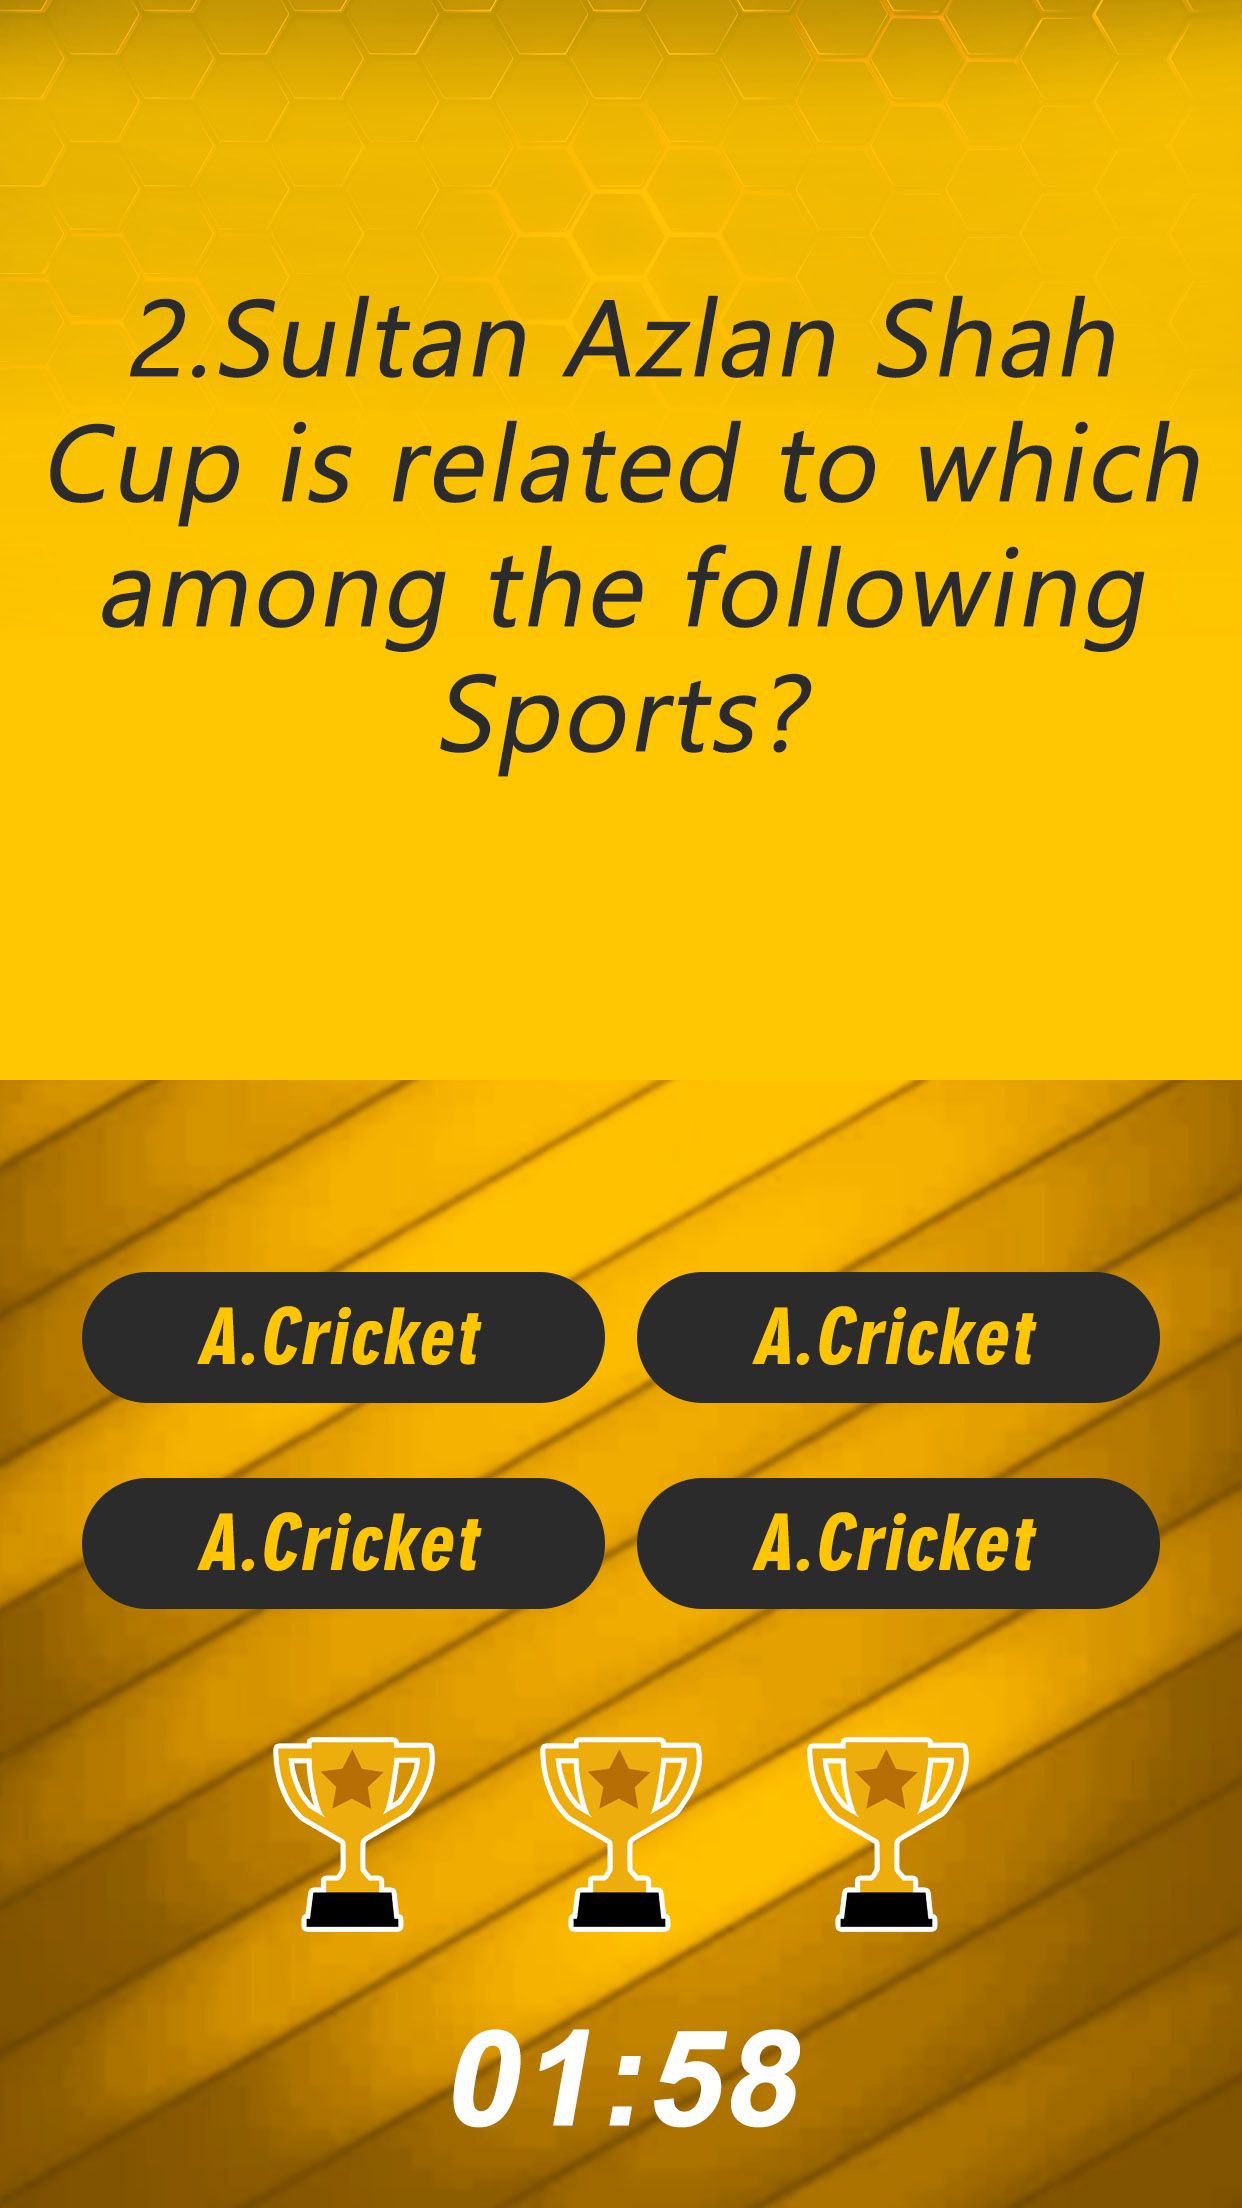 2.Sultan Azlan Shah
Cup is related to which
among the following
Sports?
A.Cricket
A.Cricket
A.Cricket
A.Cricket
01:58